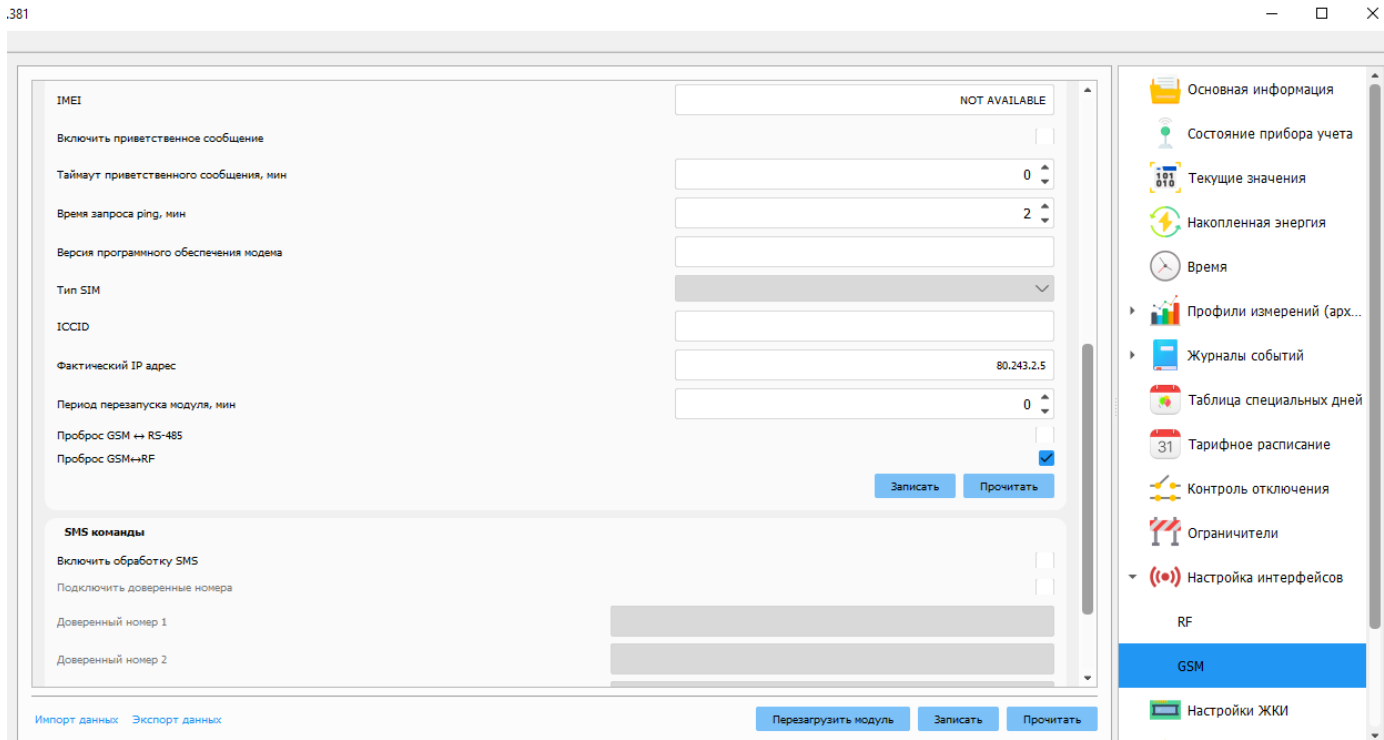 .381
IMEI
NOT AVAILABLE
Включить приветственное сообщение
Таймаут приветственного сообщения, мин
0
Время запроса ping, мин
2
Версия программного обеспечения модема
Тип SIM
ICCID
Фактический IP адрес
80.243.2.5
Период перезапуска модуля, мин
0
Проброс GSM ↔ RS-485
Проброс GSM↔RF
Записать
Прочитать
SMS команды
Включить обработку SMS
Подключить доверенные номера
Доверенный номер 1
Доверенный номер 2
Импорт данных
Экспорт данных
Перезагрузить модуль
Записать
Прочитать
Основная информация
Состояние прибора учета
101
010
Текущие значения
Накопленная энергия
Время
Профили измерений (арх...
Журналы событий
Таблица специальных дней
31
Тарифное расписание
Контроль отключения
Ограничители
Настройка интерфейсов
RF
GSM
Настройки ЖКИ